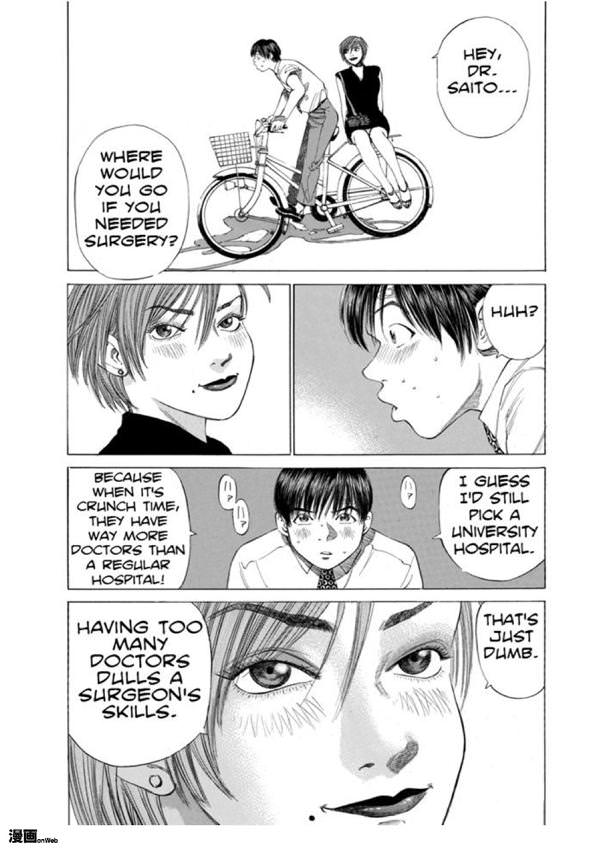 HEY,
DR.
SAITO...
WHERE
WOULD
YOU GO
IF YOU
NEEDED
SURGERY?
HUH?
I GUESS
I'D STILL
PICK A
UNIVERSITY
HOSPITAL.
BECAUSE
WHEN IT'S
CRUNCH TIME,
THEY HAVE
WAY MORE
DOCTORS THAN
A REGULAR
HOSPITAL!
THAT'S
JUST
DUMB.
HAVING TOO
MANY
DOCTORS
DULLS A
SURGEON'S
SKILLS.
漫画onWeb